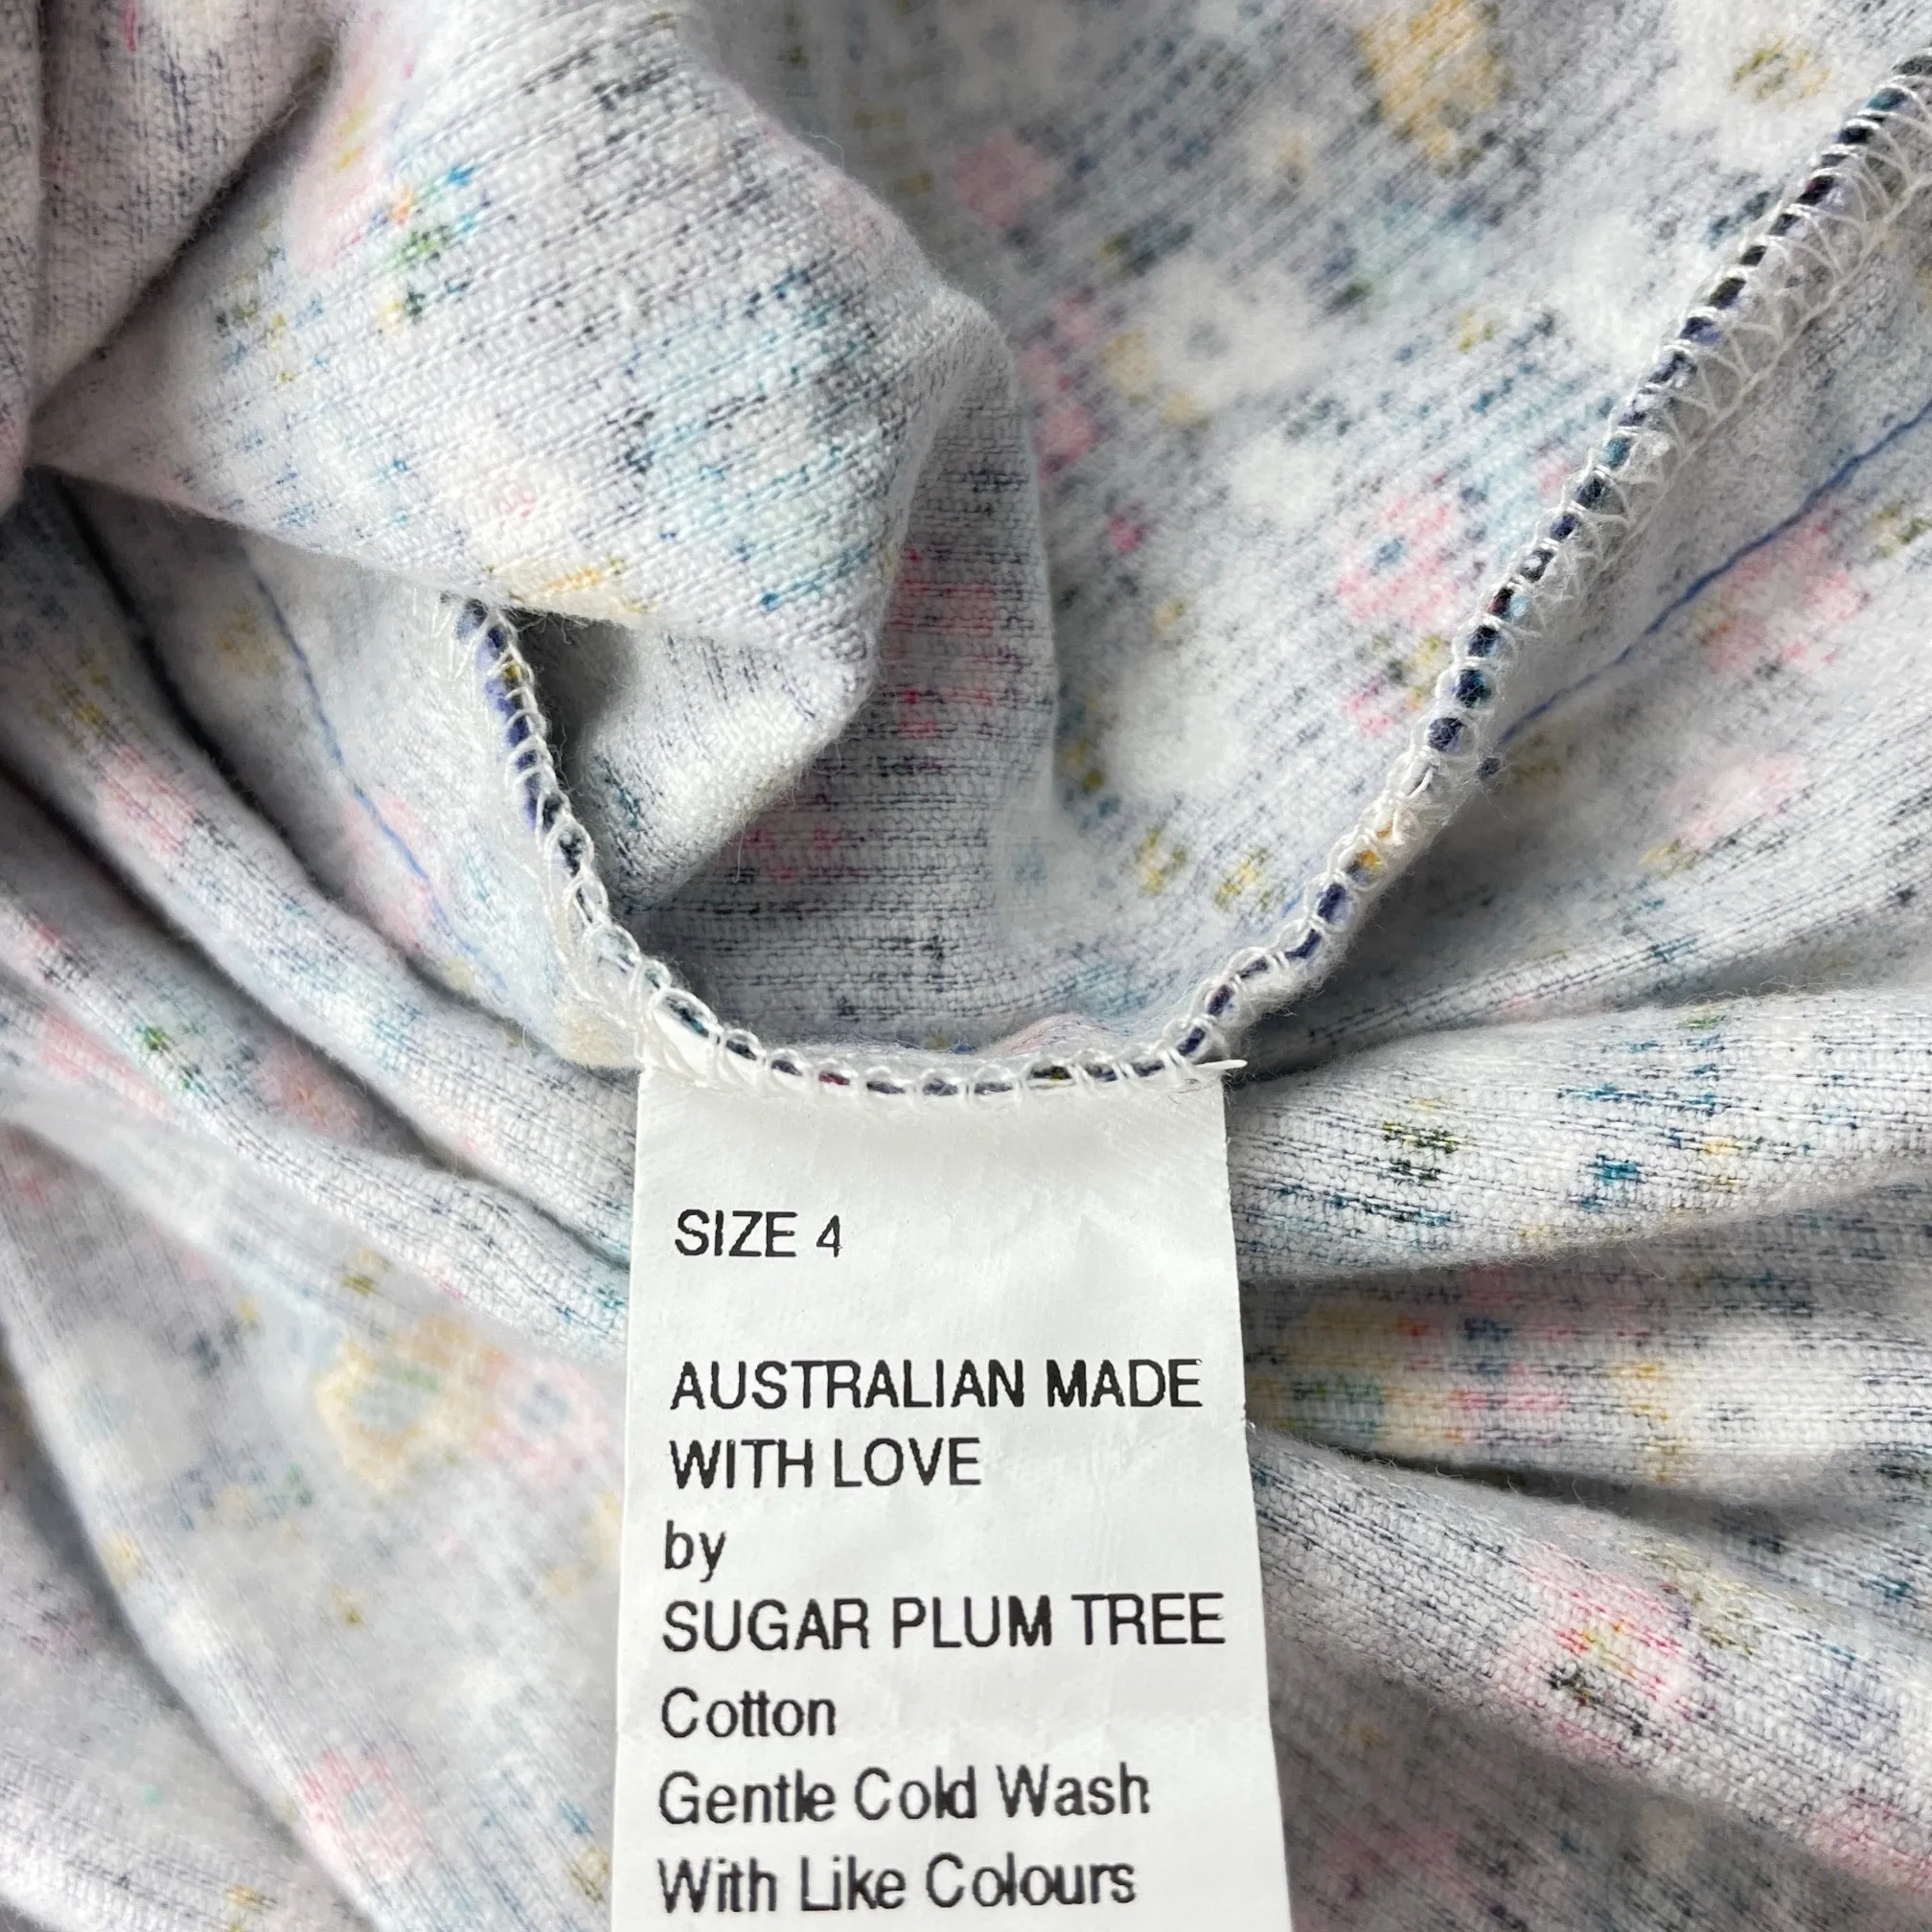 SIZE 4
AUSTRALIAN MADE
WITH LOVE
by
SUGAR PLUM TREE
Cotton
Gentle Cold Wash
With Like Colours